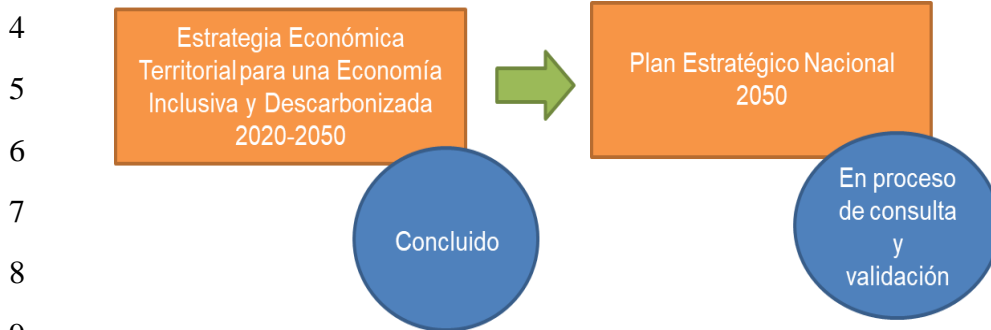 4
5
6
7
8
9
Estrategia Económica
Territorial para una Economía
Inclusiva y Descarbonizada
2020-2050
Concluido
Plan Estratégico Nacional
2050
En proceso
de consulta
y
validación